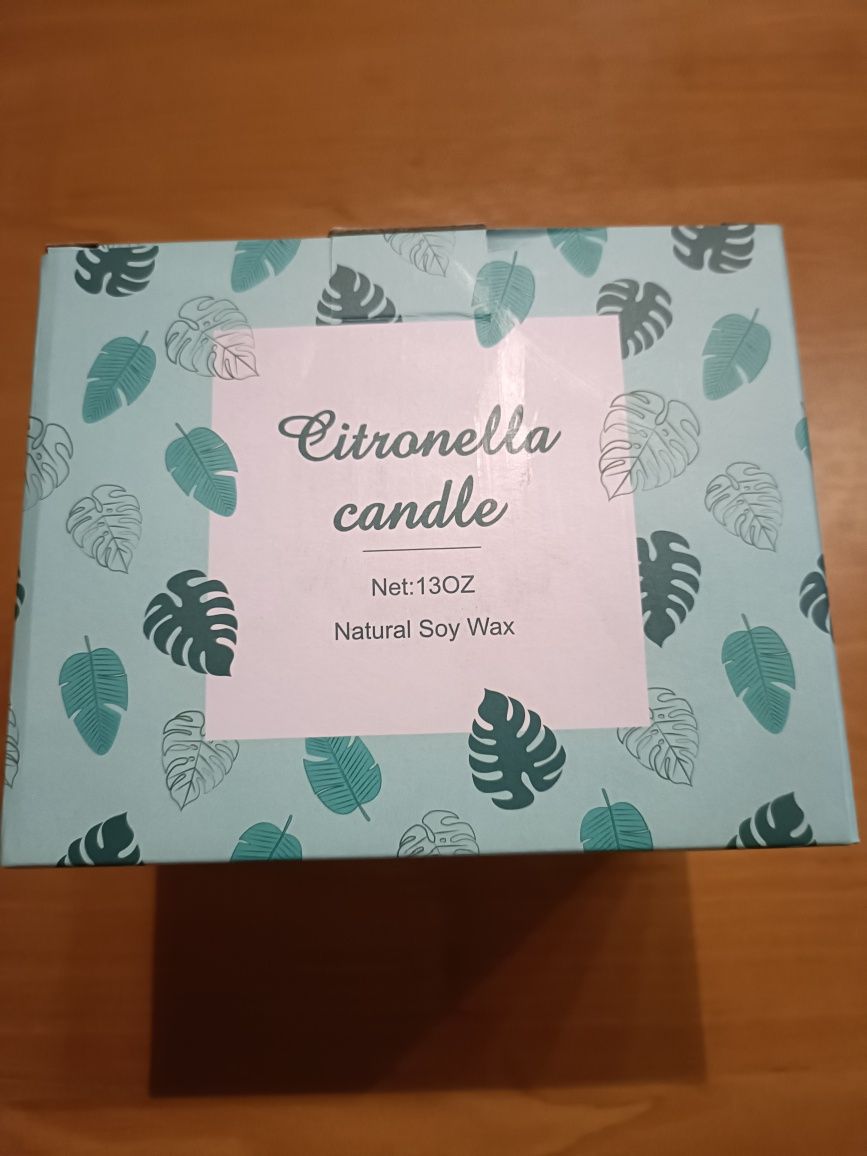 Citronella
candle
Net:13OZ
Natural Soy Wax